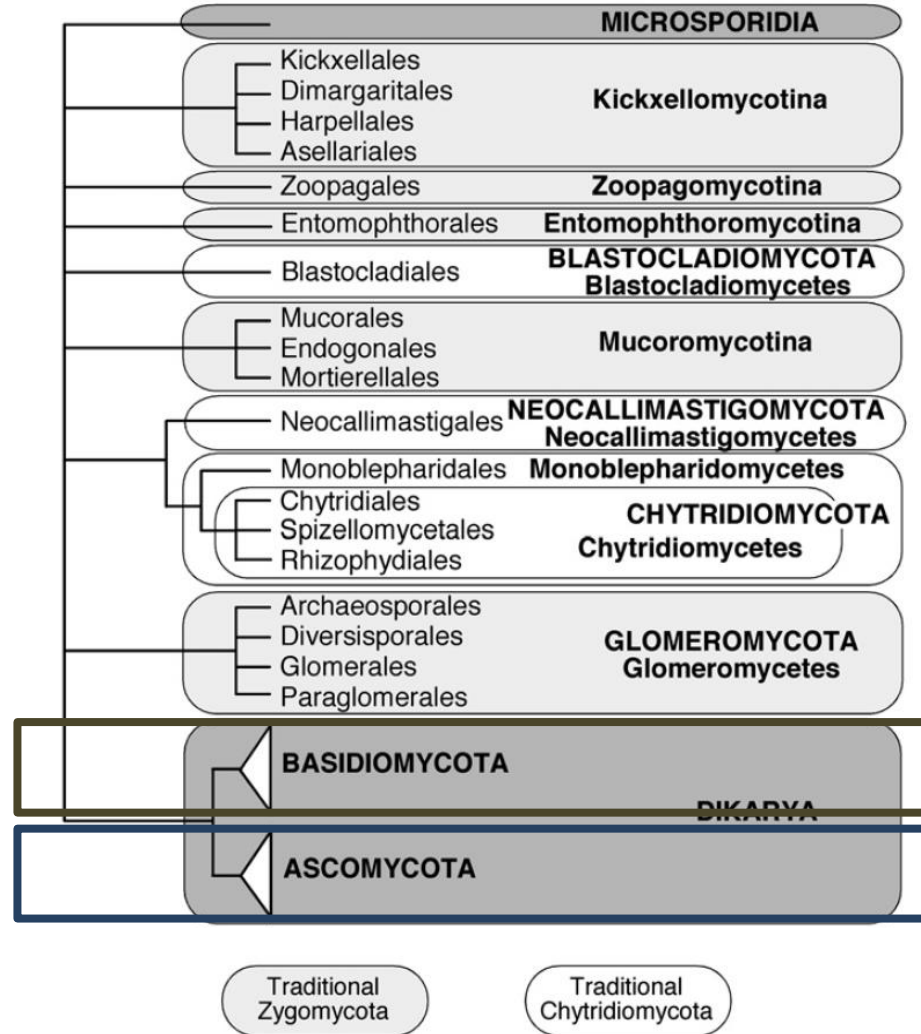 MICROSPORIDIA
Kickxellales
Dimargaritales
Harpellales
Asellariales
Kickxellomycotina
Zoopagales Zoopagomycotina
Entomophthorales Entomophthoromycotina
Blastocladiales
BLASTOCLADIOMYCOTA
Blastocladiomycetes
Mucorales
Endogonales
Mortierellales
Mucoromycotina
Neocallimastigales
NEOCALLIMASTIGOMYCOTA
Neocallimastigomycetes
Monoblepharidales Monoblepharidomycetes
Chytridiales
Spizellomycetales
Rhizophydiales
CHYTRIDIOMYCOTA
Chytridiomycetes
Archaeosporales
Diversisporales
Glomerales
Paraglomerales
GLOMEROMYCOTA
Glomeromycetes
BASIDIOMYCOTA
DIKARYA
ASCOMYCOTA
Traditional
Zygomycota
Traditional
Chytridiomycota